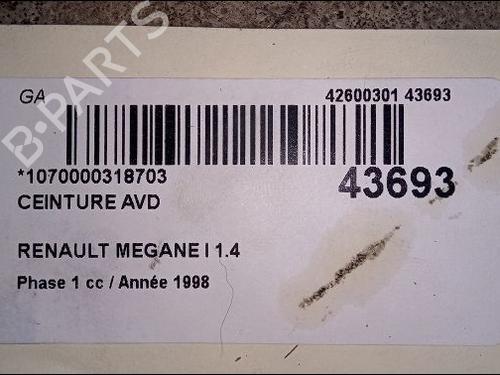 B-PARTS
GA
42600301 43693
*1070000318703
43693
CEINTURE AVD
RENAULT MEGANE I 1.4
Phase 1 cc / Année 1998